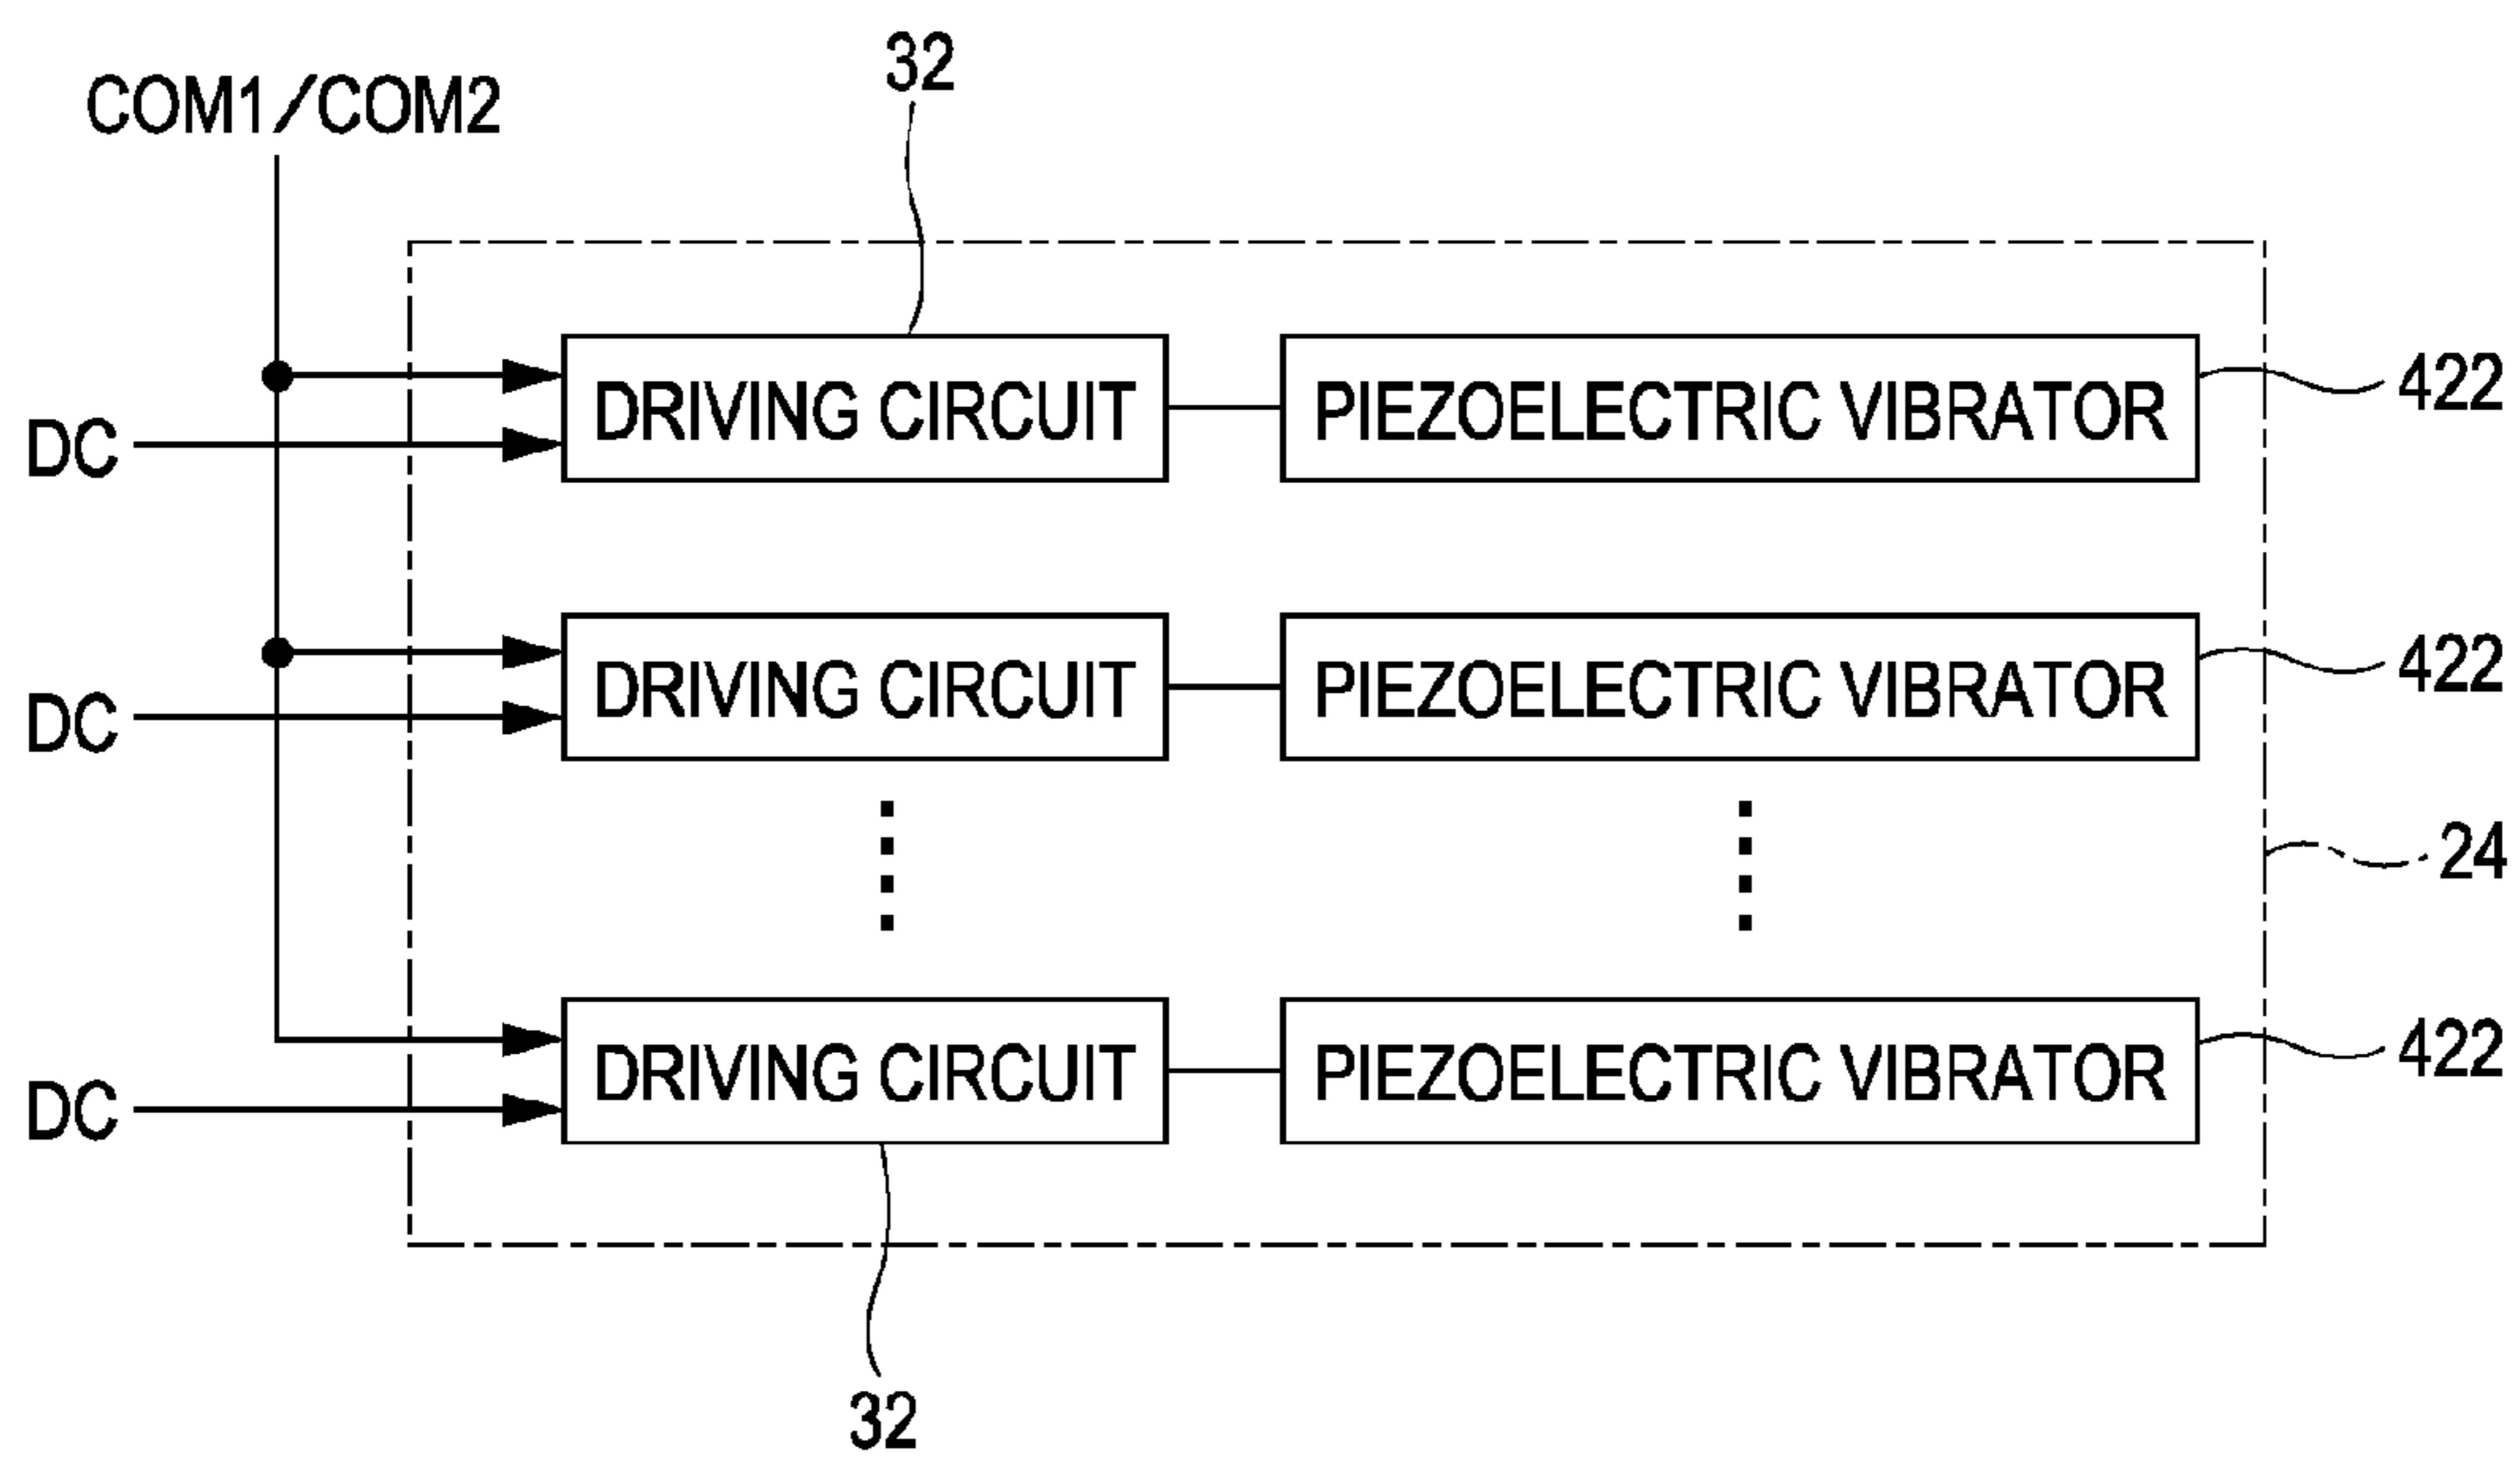 32
COM1/COM2
DRIVING CIRCUIT
PIEZOELECTRIC VIBRATOR
422
DC
DRIVING CIRCUIT
PIEZOELECTRIC VIBRATOR
422
DC
24
DRIVING CIRCUIT
PIEZOELECTRIC VIBRATOR
422
DC
32